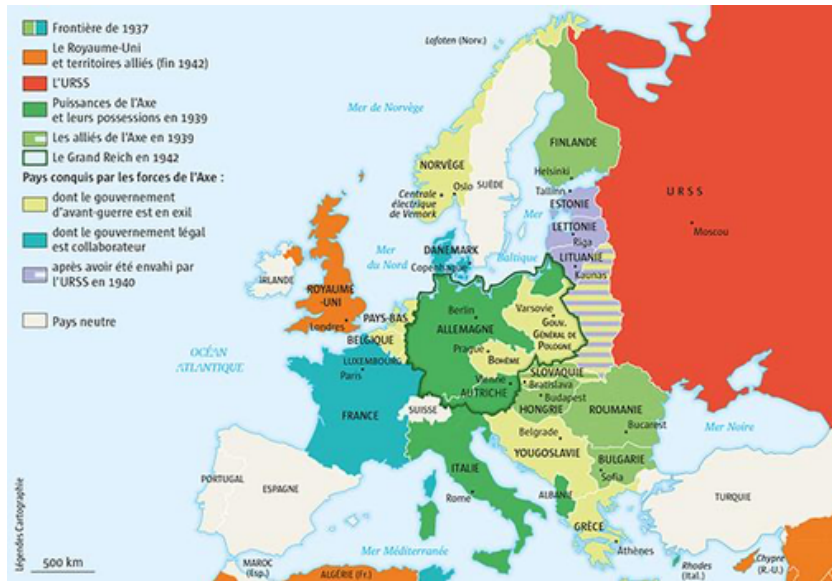 Frontière de 1937
Le Royaume-Uni
et territoires alliés (fin 1942)
L'URSS
Puissances de l'Axe
et leurs possessions en 1939
Les alliés de l'Axe en 1939
Le Grand Reich en 1942
Pays conquis par les forces de l'Axe :
dont le gouvernement
d'avant-guerre est en exil
dont le gouvernement légal
est collaborateur
après avoir été envahi par
l'URSS en 1940
Pays neutre
Lofoten (Norv.)
Mer de Norvège
FINLANDE
NORVÈGE
Helsinki
URSS
Oslo
SUÈDE
Tallinn
Centrale
électrique
de Vemork
ESTONIE
Moscou
Mer
LETTONIE
Riga
Mer
du Nord
DANEMARK
Baltique
LITUANIE
Copenhague
Kaunas
IRLANDE
ROYAUME-
UNI
PAYS-BAS
Berlin
Varsovie
Londres
ALLEMAGNE
GOUV.
GÉNÉRAL DE
POLOGNE
BELGIQUE
Prague
OCÉAN
ATLANTIQUE
LUXEMBOURG
BOHÊME
Paris
SLOVAQUIE
Vienne
Bratislava
AUTRICHE
Budapest
FRANCE
SUISSE
HONGRIE
ROUMANIE
Mer Noire
Belgrade
Bucarest
YOUGOSLAVIE
ITALIE
BULGARIE
Sofia
PORTUGAL
ESPAGNE
Rome
ALBANIE
TURQUIE
GRÈCE
Athènes
Mer Méditerranée
MAROC
(Esp.)
ALGÉRIE (Fr.)
Rhodes
(Ital.)
Chypre
(R.-U.)
500 km
Légendes Cartographie